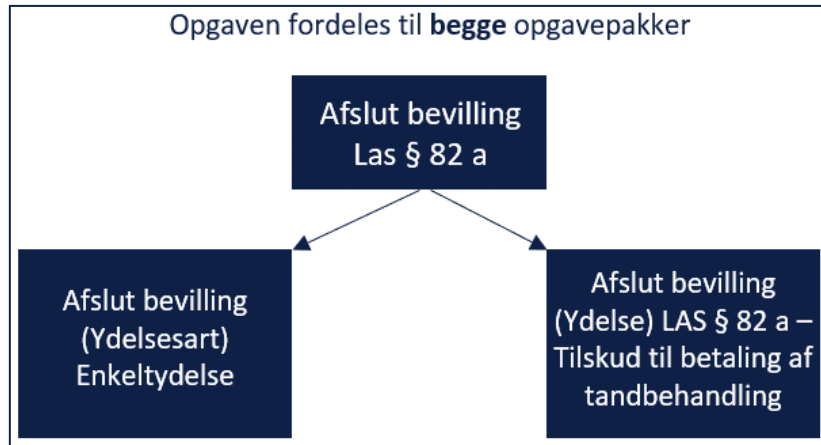 Opgaven fordeles til begge opgavepakker
Afslut bevilling
Las § 82 a
Afslut bevilling
(Ydelsesart)
Enkeltydelse
Afslut bevilling
(Ydelse) LAS § 82 a –
Tilskud til betaling af
tandbehandling